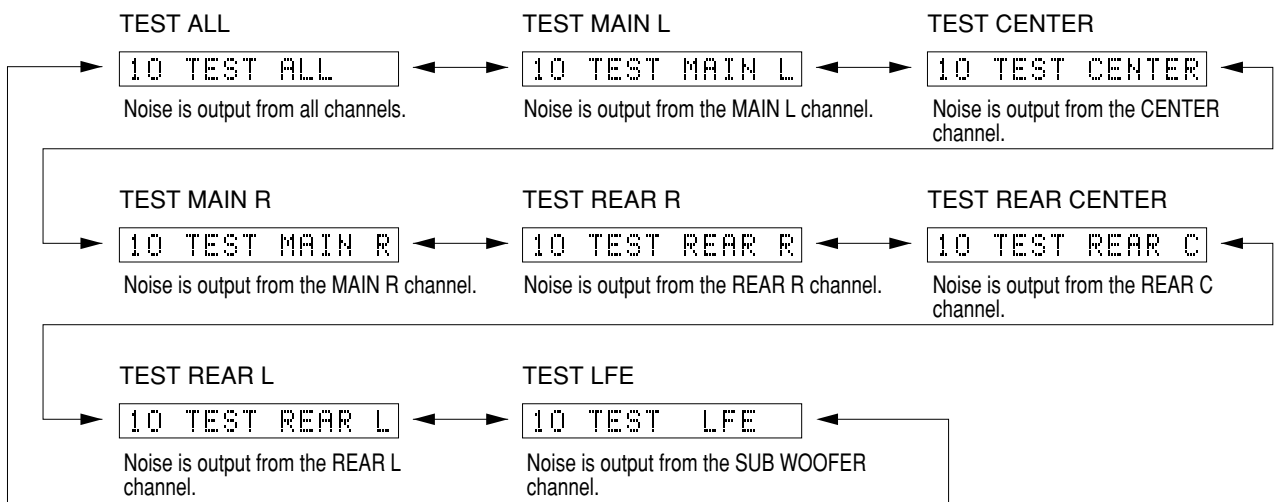 TEST ALL
10 TEST ALL
Noise is output from all channels.
TEST MAIN L
10 TEST MAIN L
Noise is output from the MAIN L channel.
TEST CENTER
10 TEST CENTER
Noise is output from the CENTER
channel.
TEST MAIN R
10 TEST MAIN R
Noise is output from the MAIN R channel.
TEST REAR R
10 TEST REAR R
Noise is output from the REAR R channel.
TEST REAR CENTER
10 TEST REAR C
Noise is output from the REAR C
channel.
TEST REAR L
10 TEST REAR L
Noise is output from the REAR L
channel.
TEST LFE
10 TEST LFE
Noise is output from the SUB WOOFER
channel.